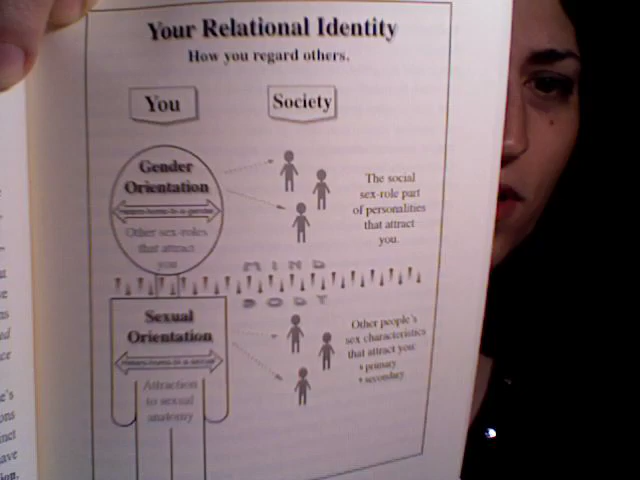 Your Relational Identity
How you regard others.
You
Society
Gender
Orientation
Other sex-roles
that attract
you
The social
sex-role part
of personalities
that attract
you.
MIND
BODY
Sexual
Orientation
Attraction
to sexual
anatomy
Other people's
sex characteristics
that attract you:
• primary
• secondary